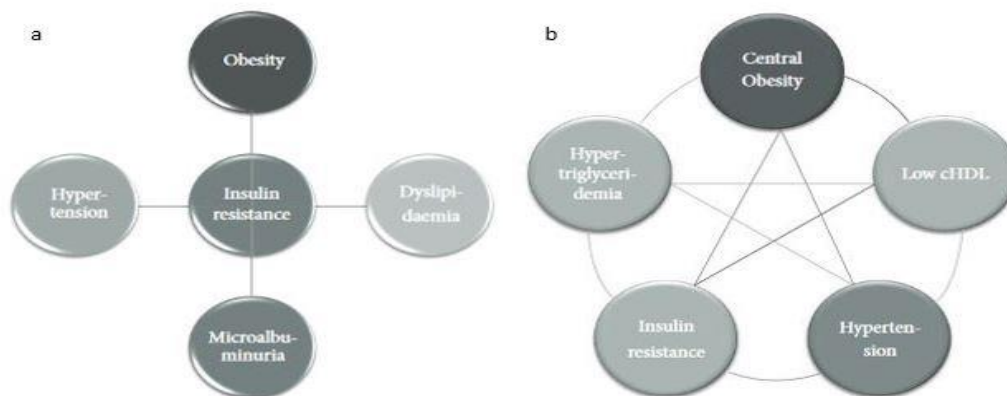 a
Obesity
Hyper-
tension
Insulin
resistance
Dyslipi-
daemia
Microalbu-
minuria
b
Central
Obesity
Hyper-
triglyceri-
demia
Low cHDL
Insulin
resistance
Hyperten-
sion